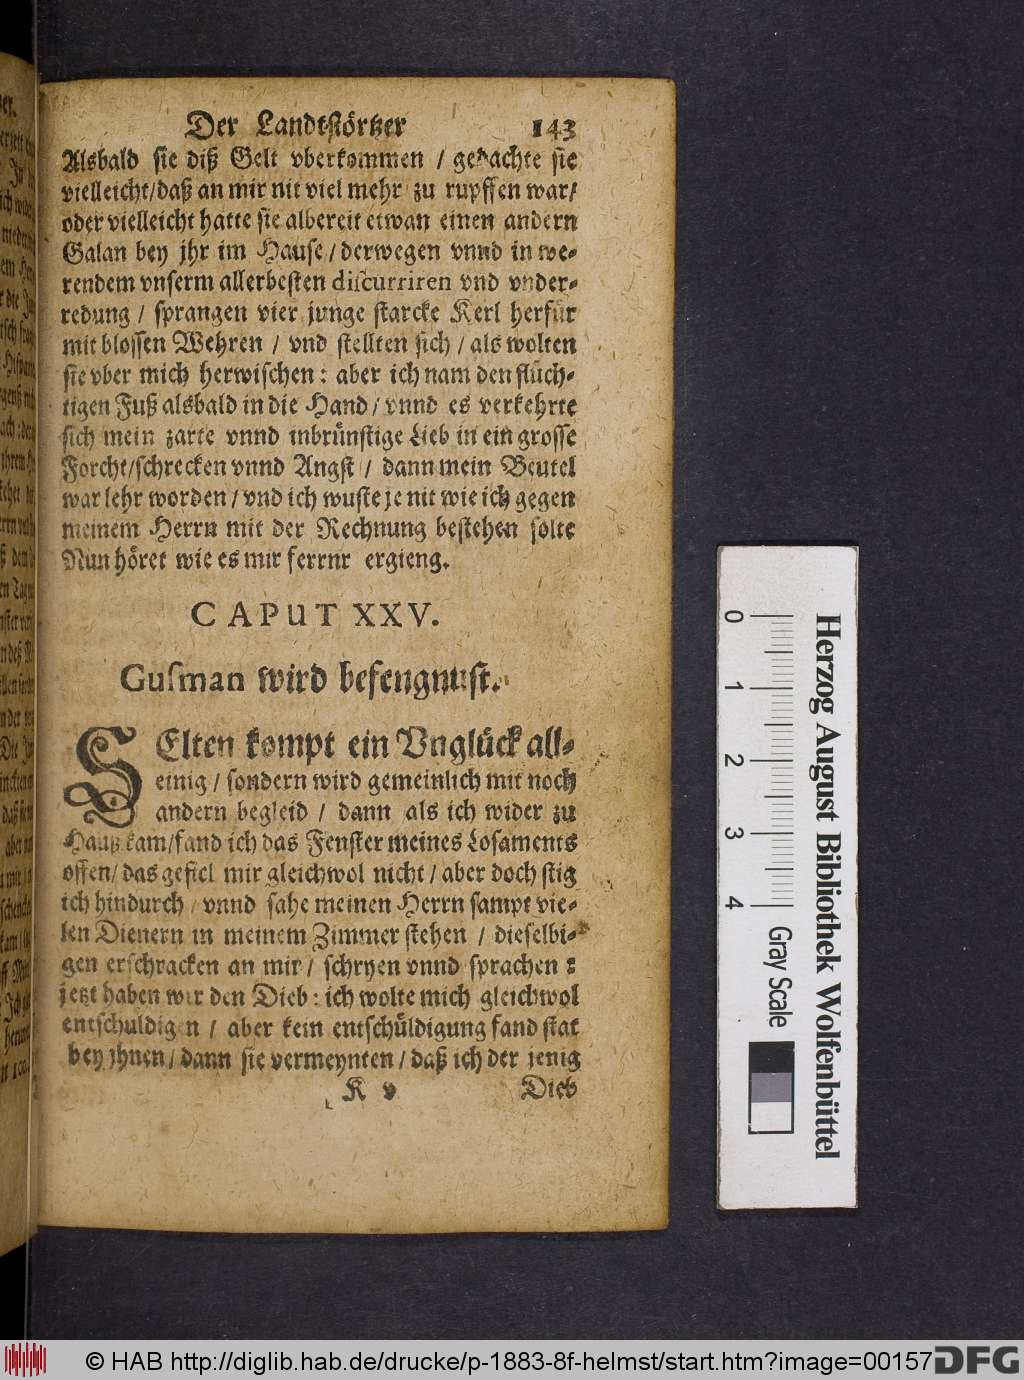 Der Landtstörtzer 143
Alsbald sie diß Gelt vberkommen / gedachte sie
vielleicht/daß an mir nit viel mehr zu rupffen war/
oder vielleicht hatte sie albereit etwan einen andern
Galan bey jhr im Hause / derwegen vnnd in we-
rendem vnserm allerbesten discurriren vnd vnder-
redung / sprangen vier junge starcke Kerl herfür
mit blossen Wehren / vnd stellten sich / als wolten
sie vber mich herwischen : aber ich nam den flüch-
tigen Fuß alsbald in die Hand / vnnd es verkehrte
sich mein zarte vnnd inbrünstige Lieb in ein grosse
Forcht/schrecken vnnd Angst / dann mein Beutel
war lehr worden / vnd ich wuste je nit wie ich gegen
meinem Herrn mit der Rechnung bestehen solte
Nun höret wie es mir ferrnr ergieng.
CAPUT XXV.
Gusman wird befengnust.
SElten kompt ein Vnglück all-
einig / sondern wird gemeinlich mit noch
andern begleid / dann als ich wider zu
Hauß kam/fand ich das Fenster meines Losaments
offen/ das gefiel mir gleichwol nicht / aber doch stig
ich hindurch / vnnd sahe meinen Herrn sampt vie-
len Dienern in meinem Zimmer stehen / dieselbi-
gen erschracken an mir / schryen vnnd sprachen :
jetzt haben wir den Dieb : ich wolte mich gleichwol
entschuldigen / aber kein entschüldigung fand stat
bey jhnen / dann sie vermeynten / daß ich der jenig
K v Dieb
0 1 2 3 4
Herzog August Bibliothek Wolfenbüttel
Gray Scale
© HAB http://diglib.hab.de/drucke/p-1883-8f-helmst/start.htm?image=00157
DFG